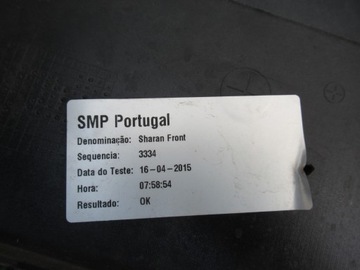 SMP Portugal
Denominação: Sharan Front
Sequencia: 3334
Data do Teste: 16-04-2015
Hora: 07:58:54
Resultado: OK